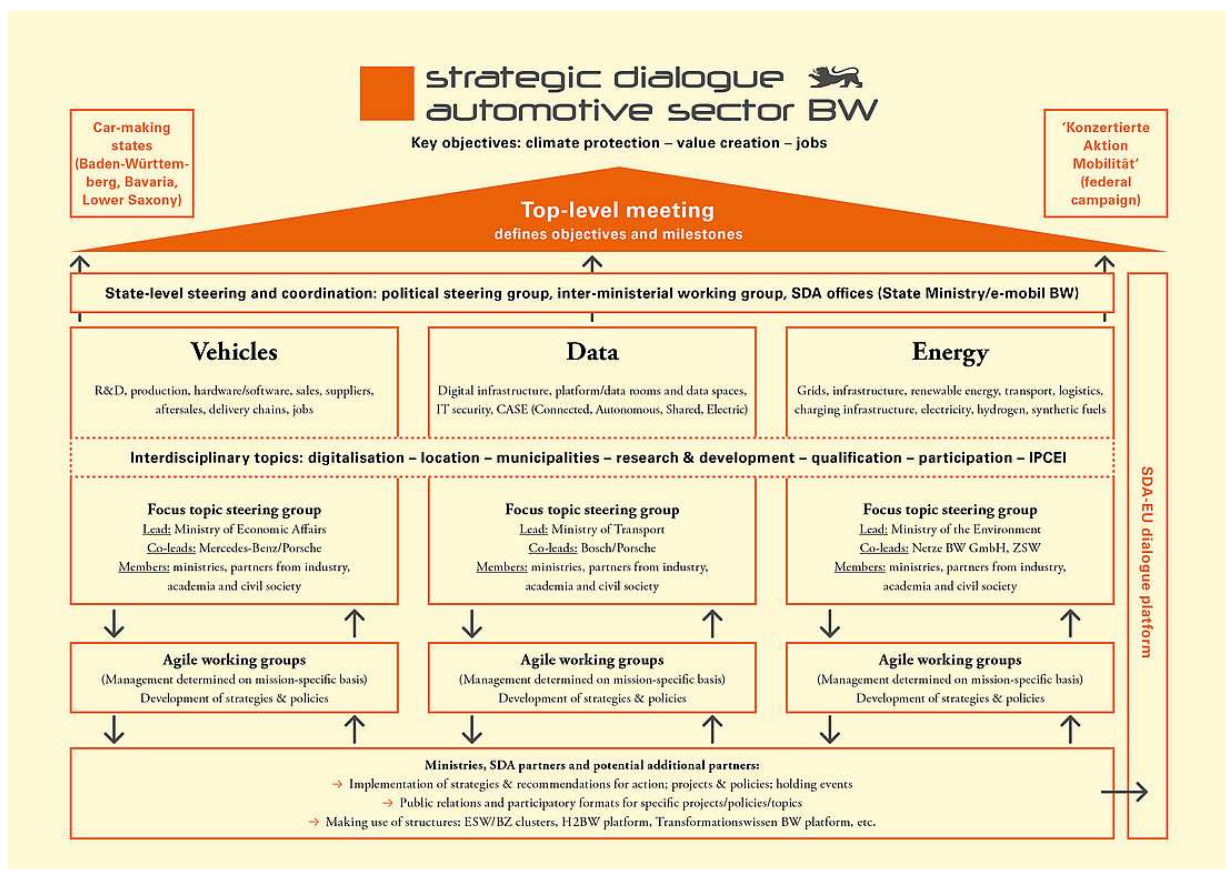 strategic dialogue
automotive sector BW
Key objectives: climate protection – value creation – jobs
Car-making
states
(Baden-Württem-
berg, Bavaria,
Lower Saxony)
‘Konzertierte
Aktion
Mobilität’
(federal
campaign)
Top-level meeting
defines objectives and milestones
State-level steering and coordination: political steering group, inter-ministerial working group, SDA offices (State Ministry/e-mobil BW)
Vehicles
R&D, production, hardware/software, sales, suppliers,
aftersales, delivery chains, jobs
Data
Digital infrastructure, platform/data rooms and data spaces,
IT security, CASE (Connected, Autonomous, Shared, Electric)
Energy
Grids, infrastructure, renewable energy, transport, logistics,
charging infrastructure, electricity, hydrogen, synthetic fuels
Interdisciplinary topics: digitalisation – location – municipalities – research & development – qualification – participation – IPCEI
Focus topic steering group
Lead: Ministry of Economic Affairs
Co-leads: Mercedes-Benz/Porsche
Members: ministries, partners from industry,
academia and civil society
Focus topic steering group
Lead: Ministry of Transport
Co-leads: Bosch/Porsche
Members: ministries, partners from industry,
academia and civil society
Focus topic steering group
Lead: Ministry of the Environment
Co-leads: Netze BW GmbH, ZSW
Members: ministries, partners from industry,
academia and civil society
Agile working groups
(Management determined on mission-specific basis)
Development of strategies & policies
Agile working groups
(Management determined on mission-specific basis)
Development of strategies & policies
Agile working groups
(Management determined on mission-specific basis)
Development of strategies & policies
Ministries, SDA partners and potential additional partners:
→ Implementation of strategies & recommendations for action; projects & policies; holding events
→ Public relations and participatory formats for specific projects/policies/topics
→ Making use of structures: ESW/BZ clusters, H2BW platform, Transformationswissen BW platform, etc.
SDA-EU dialogue platform